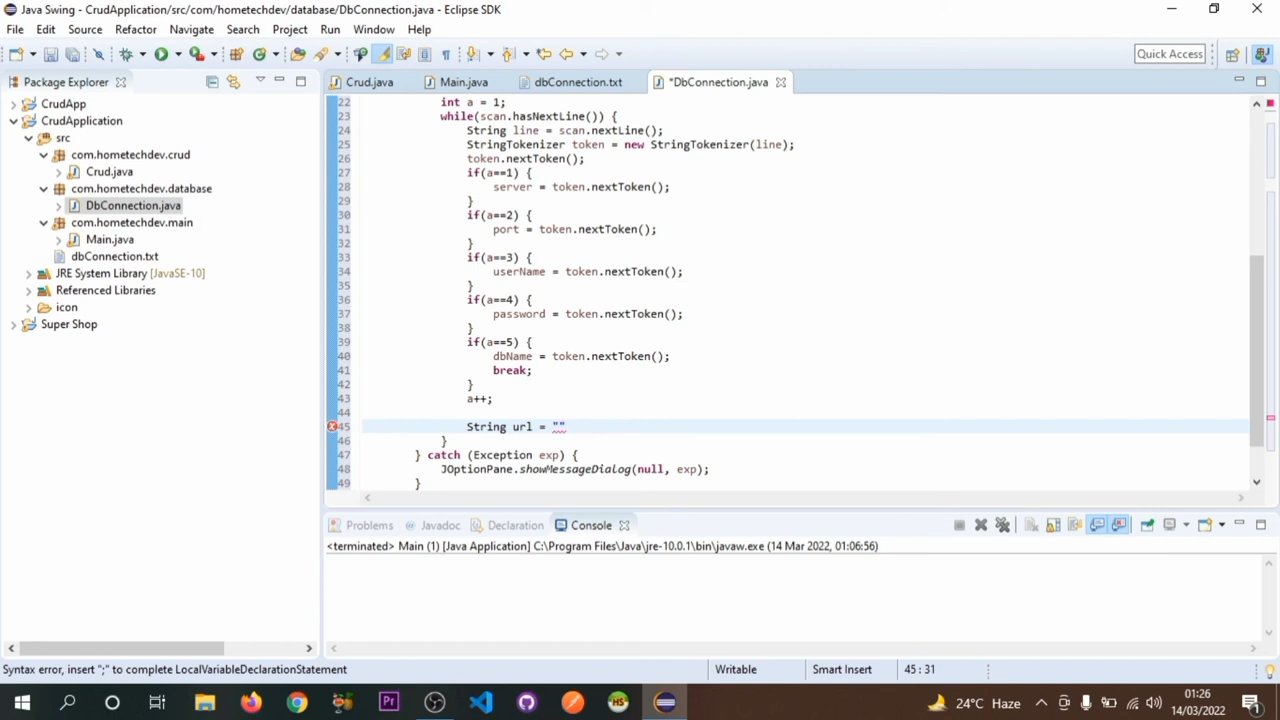 Java Swing - CrudApplication/src/com/hometechdev/database/DbConnection.java - Eclipse SDK
File Edit Source Refactor Navigate Search Project Run Window Help
Quick Access
Package Explorer
CrudApp
CrudApplication
src
com.hometechdev.crud
Crud.java
com.hometechdev.database
DbConnection.java
com.hometechdev.main
Main.java
dbConnection.txt
JRE System Library [JavaSE-10]
Referenced Libraries
icon
Super Shop
Crud.java Main.java dbConnection.txt *DbConnection.java
22 int a = 1;
23 while(scan.hasNextLine()) {
24 String line = scan.nextLine();
25 StringTokenizer token = new StringTokenizer(line);
26 token.nextToken();
27 if(a==1) {
28 server = token.nextToken();
29 }
30 if(a==2) {
31 port = token.nextToken();
32 }
33 if(a==3) {
34 userName = token.nextToken();
35 }
36 if(a==4) {
37 password = token.nextToken();
38 }
39 if(a==5) {
40 dbName = token.nextToken();
41 break;
42 }
43 a++;
44
45 String url = ""
46 }
47 } catch (Exception exp) {
48 JOptionPane.showMessageDialog(null, exp);
49 }
Problems Javadoc Declaration Console
<terminated> Main (1) [Java Application] C:\Program Files\Java\jre-10.0.1\bin\javaw.exe (14 Mar 2022, 01:06:56)
Syntax error, insert ";" to complete LocalVariableDeclarationStatement
Writable Smart Insert 45 : 31
24°C Haze
01:26
14/03/2022